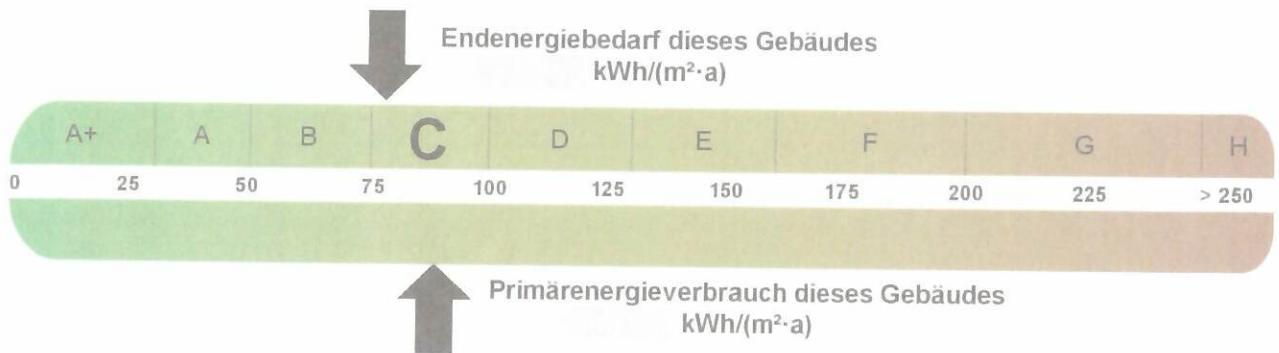 Endenergiebedarf dieses Gebäudes
kWh/(m²·a)
A+ A B C D E F G H
0 25 50 75 100 125 150 175 200 225 > 250
Primärenergieverbrauch dieses Gebäudes
kWh/(m²·a)